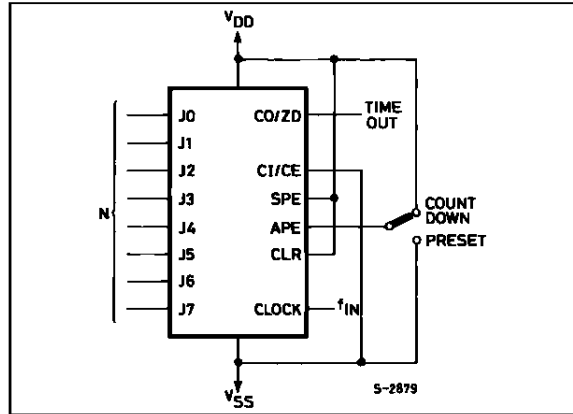 VDD
J0
J1
J2
J3
J4
J5
J6
J7
N
CO/ZD
CI/CE
SPE
APE
CLR
CLOCK
TIME
OUT
COUNT
DOWN
PRESET
fIN
VSS
S-2879